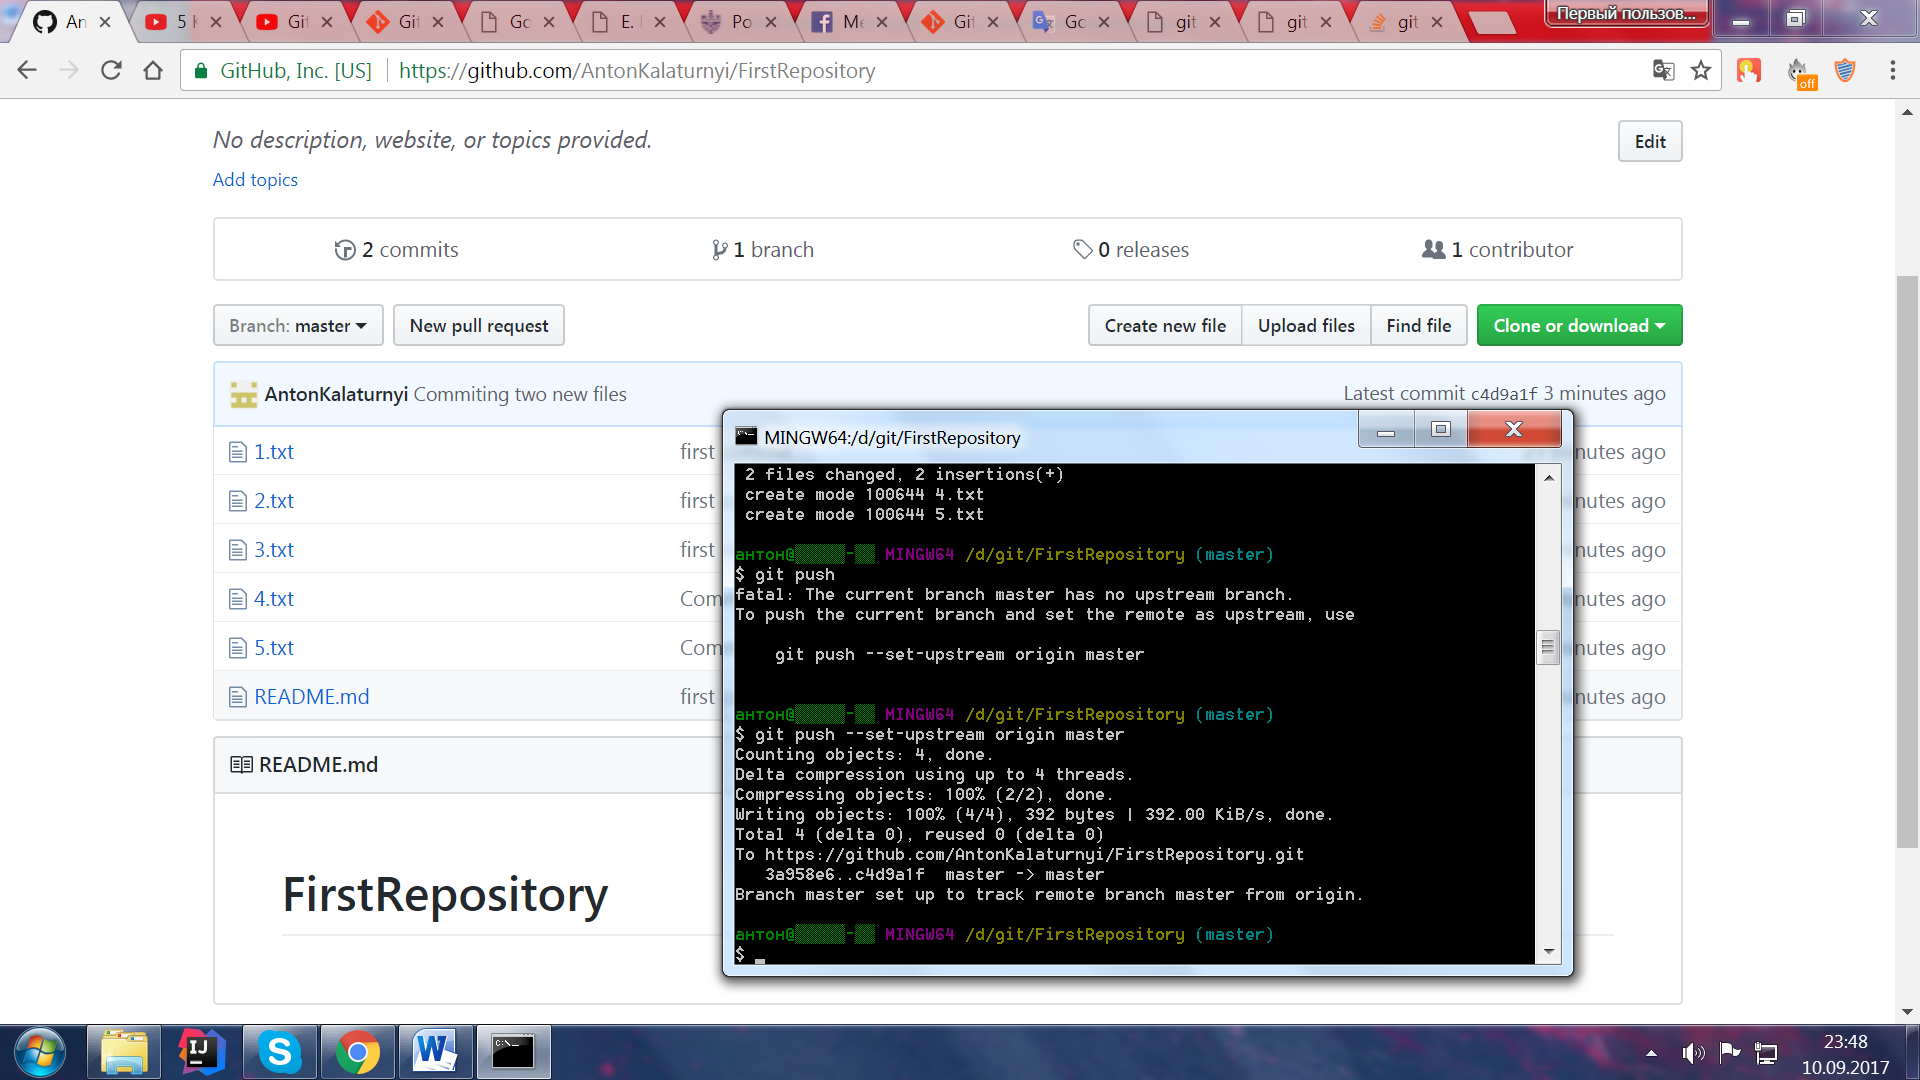 An
5 k
Git
Git
Go
E.
Po
Me
Git
Go
git
git
git
Первый пользов...
GitHub, Inc. [US]
https://github.com/AntonKalaturnyi/FirstRepository
off
No description, website, or topics provided.
Edit
Add topics
2 commits
1 branch
0 releases
1 contributor
Branch: master
New pull request
Create new file
Upload files
Find file
Clone or download
AntonKalaturnyi Commiting two new files
Latest commit c4d9a1f 3 minutes ago
1.txt
first
nutes ago
2.txt
first
nutes ago
3.txt
first
nutes ago
4.txt
Com
nutes ago
5.txt
Com
nutes ago
README.md
first
nutes ago
README.md
FirstRepository
MINGW64:/d/git/FirstRepository
2 files changed, 2 insertions(+)
create mode 100644 4.txt
create mode 100644 5.txt
антон@ - MINGW64 /d/git/FirstRepository (master)
$ git push
fatal: The current branch master has no upstream branch.
To push the current branch and set the remote as upstream, use
git push --set-upstream origin master
антон@ - MINGW64 /d/git/FirstRepository (master)
$ git push --set-upstream origin master
Counting objects: 4, done.
Delta compression using up to 4 threads.
Compressing objects: 100% (2/2), done.
Writing objects: 100% (4/4), 392 bytes | 392.00 KiB/s, done.
Total 4 (delta 0), reused 0 (delta 0)
To https://github.com/AntonKalaturnyi/FirstRepository.git
3a958e6..c4d9a1f  master -> master
Branch master set up to track remote branch master from origin.
антон@ - MINGW64 /d/git/FirstRepository (master)
$
23:48
10.09.2017